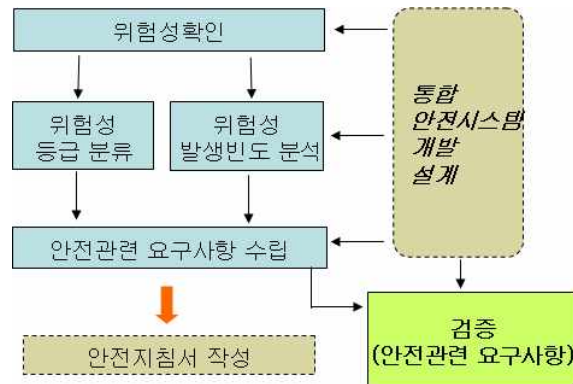 위험성확인
위험성
등급 분류
위험성
발생빈도 분석
통합
안전시스템
개발
설계
안전관련 요구사항 수립
안전지침서 작성
검증
(안전관련 요구사항)